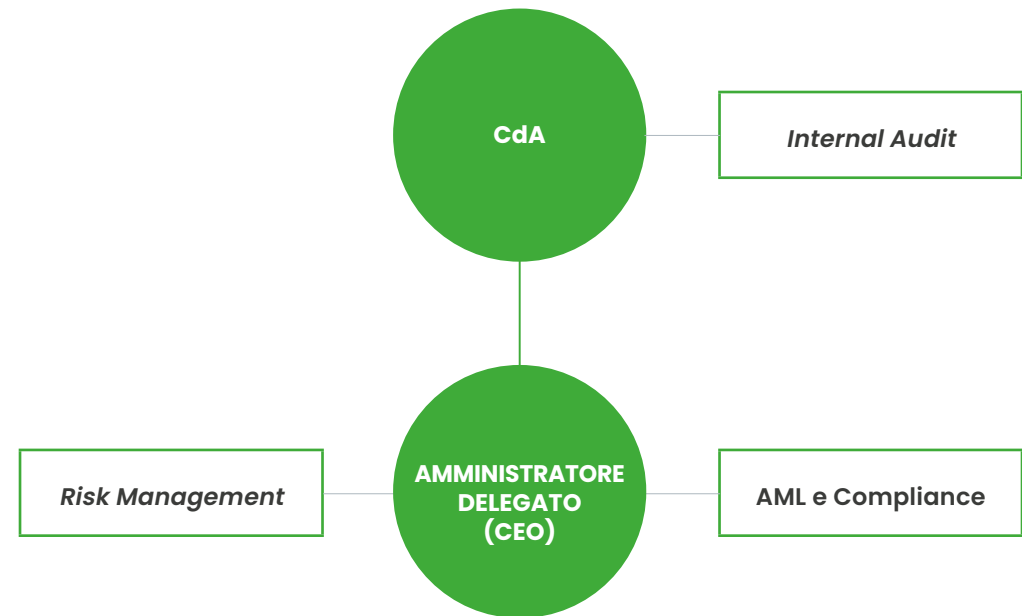 CdA
Internal Audit
Risk Management
AMMINISTRATORE
DELEGATO
(CEO)
AML e Compliance